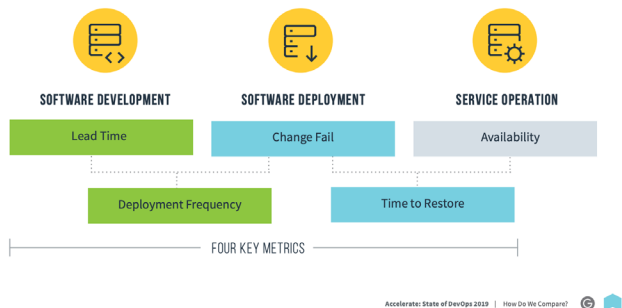 SOFTWARE DEVELOPMENT
SOFTWARE DEPLOYMENT
SERVICE OPERATION
Lead Time
Change Fail
Availability
Deployment Frequency
Time to Restore
FOUR KEY METRICS
Accelerate: State of DevOps 2019 | How Do We Compare?